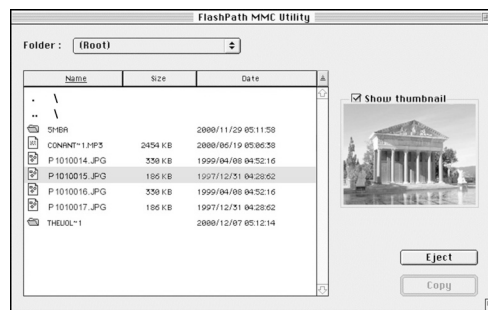 FlashPath MMC Utility
Folder : (Root)
Name Size Date
. \
.. \
SMBA 2000/11/29 05:11:58
CONANT~1.MP3 2454 KB 2000/06/19 05:06:38
P1010014.JPG 330 KB 1999/04/08 04:52:16
P1010015.JPG 186 KB 1997/12/31 04:28:62
P1010016.JPG 330 KB 1999/04/08 04:52:16
P1010017.JPG 186 KB 1997/12/31 04:28:62
THEUOL~1 2000/12/07 05:12:14
Show thumbnail
Eject
Copy